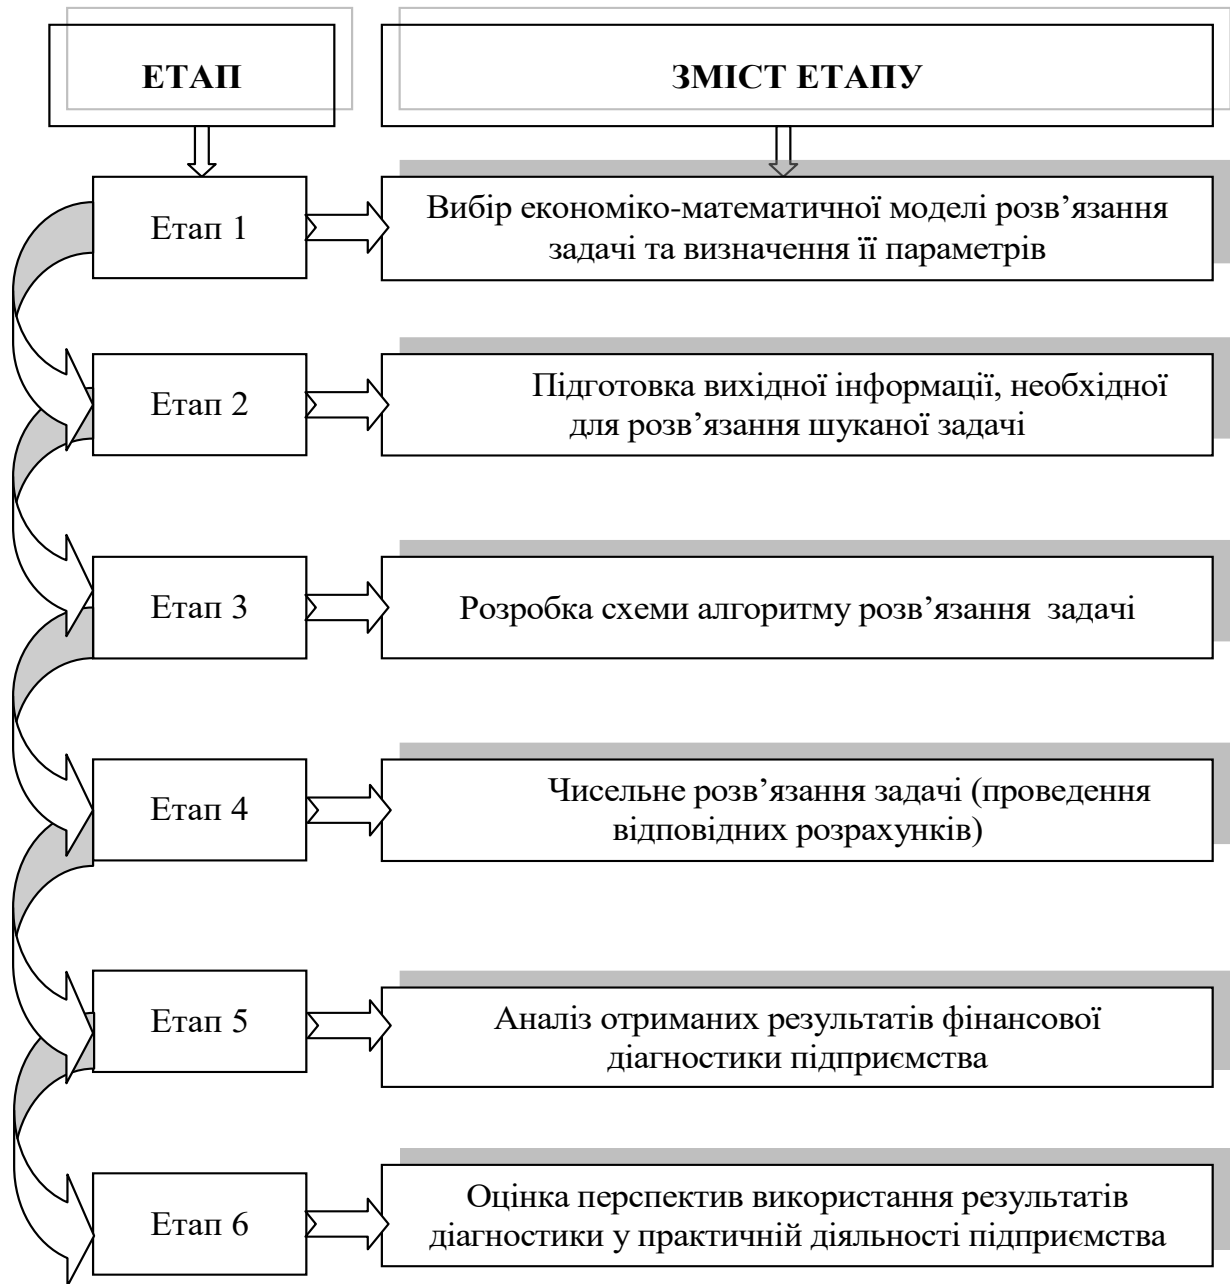 ЕТАП
ЗМІСТ ЕТАПУ
Етап 1
Вибір економіко-математичної моделі розв’язання
задачі та визначення її параметрів
Етап 2
Підготовка вихідної інформації, необхідної
для розв’язання шуканої задачі
Етап 3
Розробка схеми алгоритму розв’язання задачі
Етап 4
Чисельне розв’язання задачі (проведення
відповідних розрахунків)
Етап 5
Аналіз отриманих результатів фінансової
діагностики підприємства
Етап 6
Оцінка перспектив використання результатів
діагностики у практичній діяльності підприємства